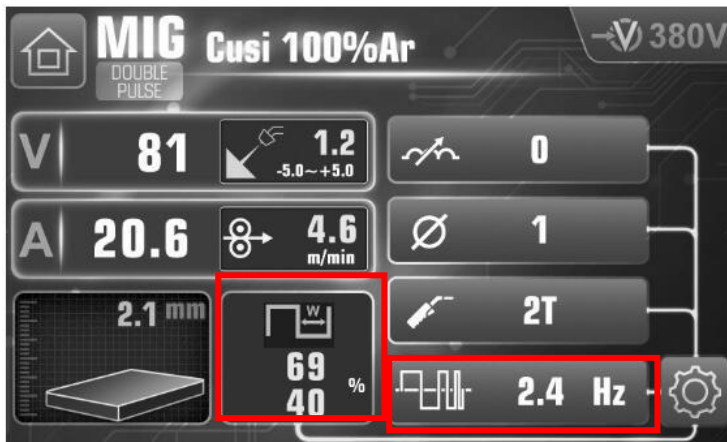 MIG Cusi 100%Ar
DOUBLE
PULSE
380V
V 81 1.2
-5.0~+5.0
0
A 20.6 4.6
m/min
1
2.1 mm
W
69
40
%
2T
2.4 Hz